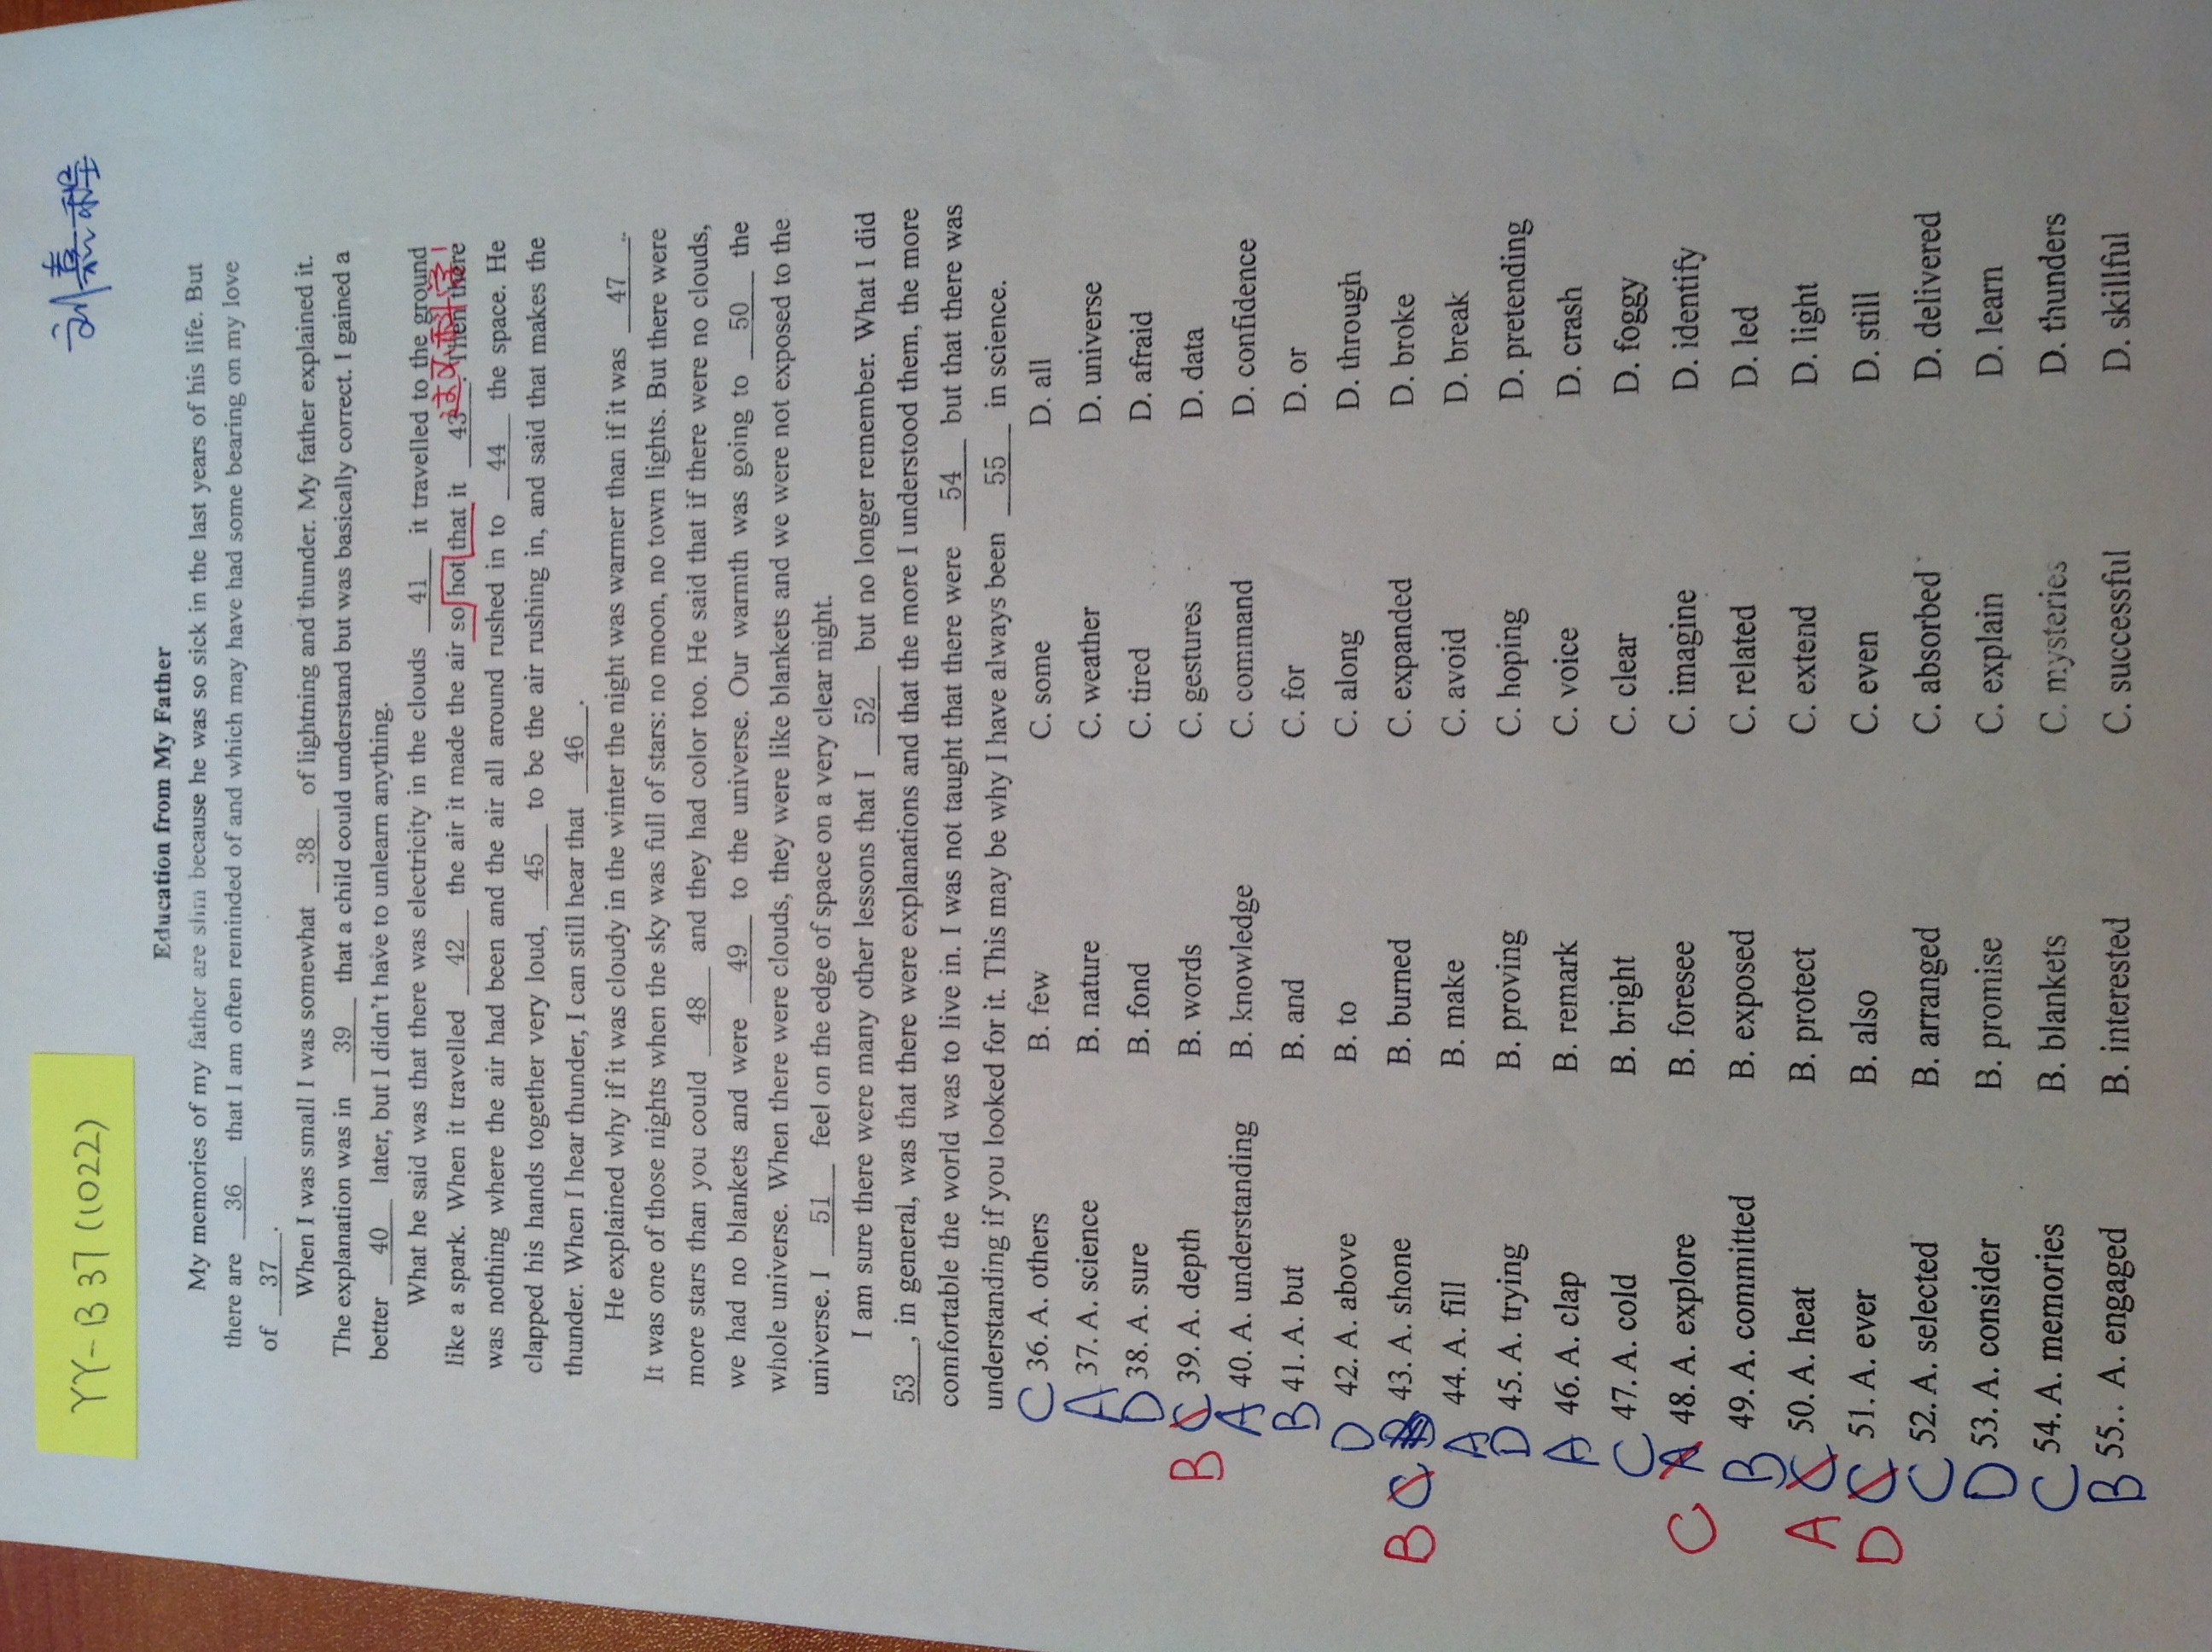 YY-B37(1022)
刘嘉程
Education from My Father
My memories of my father are slim because he was so sick in the last years of his life. But
there are 36 that I am often reminded of and which may have had some bearing on my love
of 37 .
When I was small I was somewhat 38 of lightning and thunder. My father explained it.
The explanation was in 39 that a child could understand but was basically correct. I gained a
better 40 later, but I didn't have to unlearn anything.
What he said was that there was electricity in the clouds 41 it travelled to the ground
like a spark. When it travelled 42 the air it made the air so hot that it 43 . Then there
过不科学!
was nothing where the air had been and the air all around rushed in to 44 the space. He
clapped his hands together very loud, 45 to be the air rushing in, and said that makes the
thunder. When I hear thunder, I can still hear that 46 .
He explained why if it was cloudy in the winter the night was warmer than if it was 47 ..
It was one of those nights when the sky was full of stars: no moon, no town lights. But there were
more stars than you could 48 and they had color too. He said that if there were no clouds,
we had no blankets and were 49 to the universe. Our warmth was going to 50 the
whole universe. When there were clouds, they were like blankets and we were not exposed to the
universe. I 51 feel on the edge of space on a very clear night.
I am sure there were many other lessons that I 52 but no longer remember. What I did
53 , in general, was that there were explanations and that the more I understood them, the more
comfortable the world was to live in. I was not taught that there were 54 but that there was
understanding if you looked for it. This may be why I have always been 55 in science.
C 36. A. others B. few C. some D. all
A 37. A. science B. nature C. weather D. universe
D 38. A. sure B. fond C. tired D. afraid
B C 39. A. depth B. words C. gestures D. data
A 40. A. understanding B. knowledge C. command D. confidence
B 41. A. but B. and C. for D. or
D 42. A. above B. to C. along D. through
B C B 43. A. shone B. burned C. expanded D. broke
A 44. A. fill B. make C. avoid D. break
D 45. A. trying B. proving C. hoping D. pretending
A 46. A. clap B. remark C. voice D. crash
C 47. A. cold B. bright C. clear D. foggy
C A 48. A. explore B. foresee C. imagine D. identify
B 49. A. committed B. exposed C. related D. led
A C 50. A. heat B. protect C. extend D. light
D C 51. A. ever B. also C. even D. still
C 52. A. selected B. arranged C. absorbed D. delivered
D 53. A. consider B. promise C. explain D. learn
C 54. A. memories B. blankets C. mysteries D. thunders
B 55.. A. engaged B. interested C. successful D. skillful